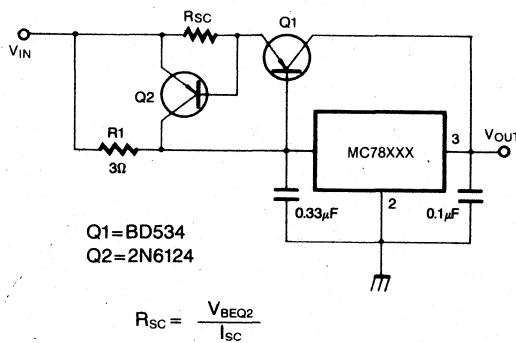 RSC
Q1
VIN
Q2
R1
3Ω
MC78XXX
3
VOUT
2
0.33μF
0.1μF
Q1=BD534
Q2=2N6124
RSC = VBEQ2 / ISC